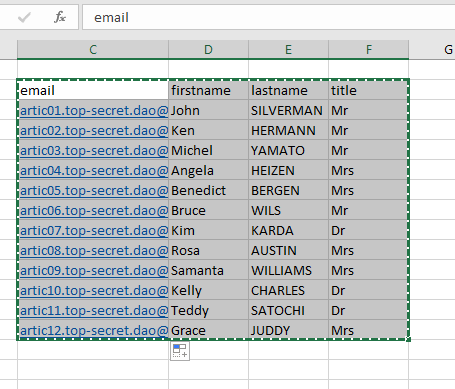 fx email
C D E F G
email firstname lastname title
artic01.top-secret.dao@ John SILVERMAN Mr
artic02.top-secret.dao@ Ken HERMANN Mr
artic03.top-secret.dao@ Michel YAMATO Mr
artic04.top-secret.dao@ Angela HEIZEN Mrs
artic05.top-secret.dao@ Benedict BERGEN Mrs
artic06.top-secret.dao@ Bruce WILS Mr
artic07.top-secret.dao@ Kim KARDA Dr
artic08.top-secret.dao@ Rosa AUSTIN Mrs
artic09.top-secret.dao@ Samanta WILLIAMS Mrs
artic10.top-secret.dao@ Kelly CHARLES Dr
artic11.top-secret.dao@ Teddy SATOCHI Dr
artic12.top-secret.dao@ Grace JUDDY Mrs